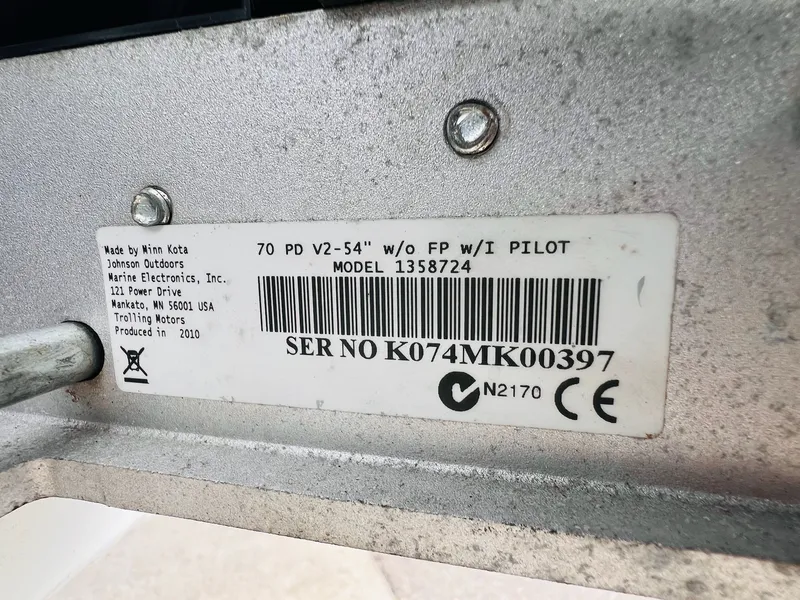 Made by Minn Kota
Johnson Outdoors
Marine Electronics, Inc.
121 Power Drive
Mankato, MN 56001 USA
Trolling Motors
Produced in 2010
70 PD V2-54" w/o FP w/I PILOT
MODEL 1358724
SER NO K074MK00397
N2170
CE